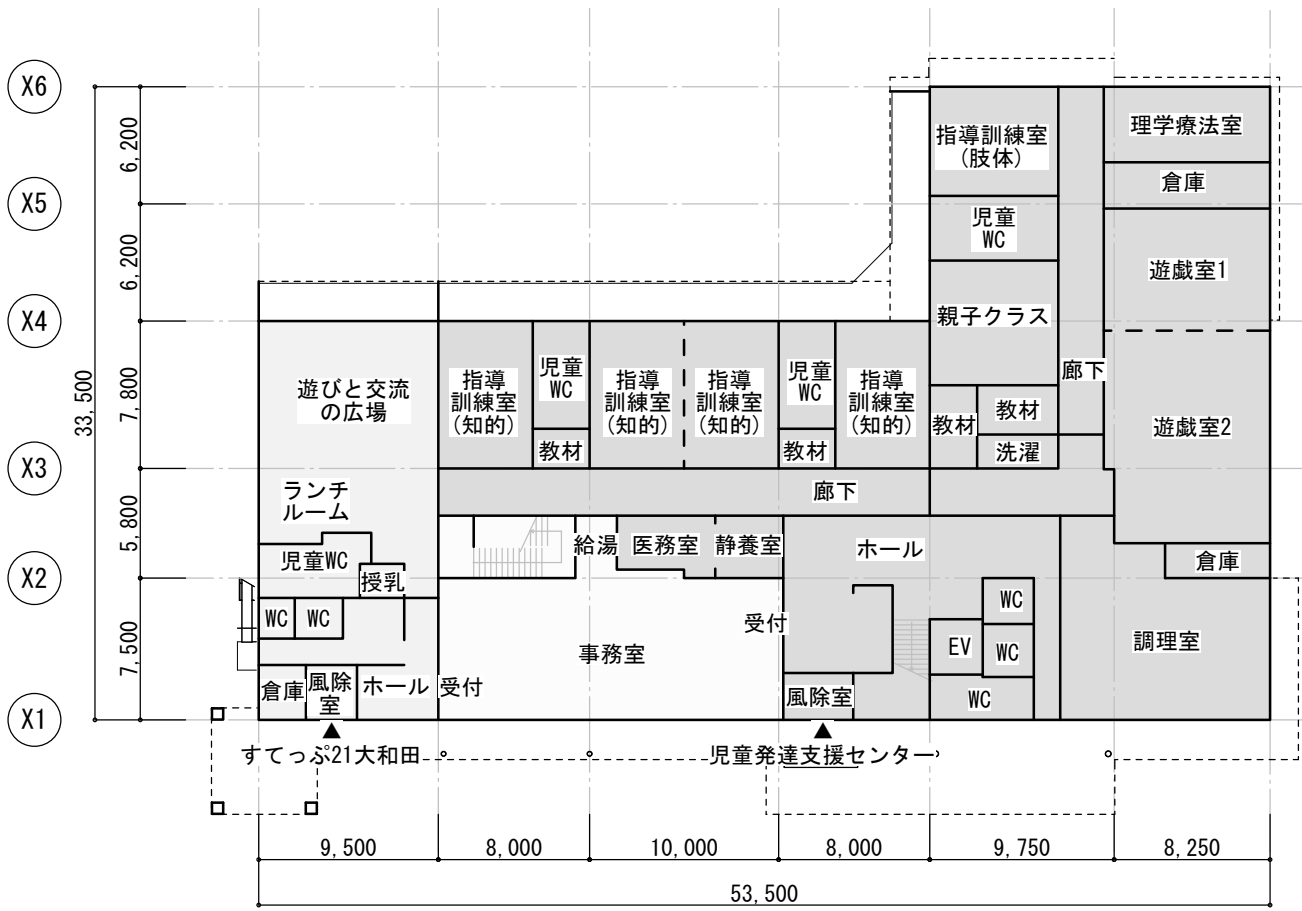 X6
X5
X4
X3
X2
X1
33,500
6,200
6,200
7,800
5,800
7,500
指導訓練室
(肢体)
理学療法室
倉庫
児童
WC
遊戯室1
親子クラス
廊下
遊びと交流
の広場
指導
訓練室
(知的)
児童
WC
教材
指導
訓練室
(知的)
指導
訓練室
(知的)
児童
WC
教材
指導
訓練室
(知的)
教材
教材
洗濯
遊戯室2
廊下
ランチ
ルーム
児童WC
授乳
WC
WC
倉庫
風除
室
ホール
受付
給湯
医務室
静養室
事務室
受付
ホール
風除室
EV
WC
WC
WC
倉庫
調理室
すてっぷ21大和田
児童発達支援センター
9,500
8,000
10,000
8,000
9,750
8,250
53,500